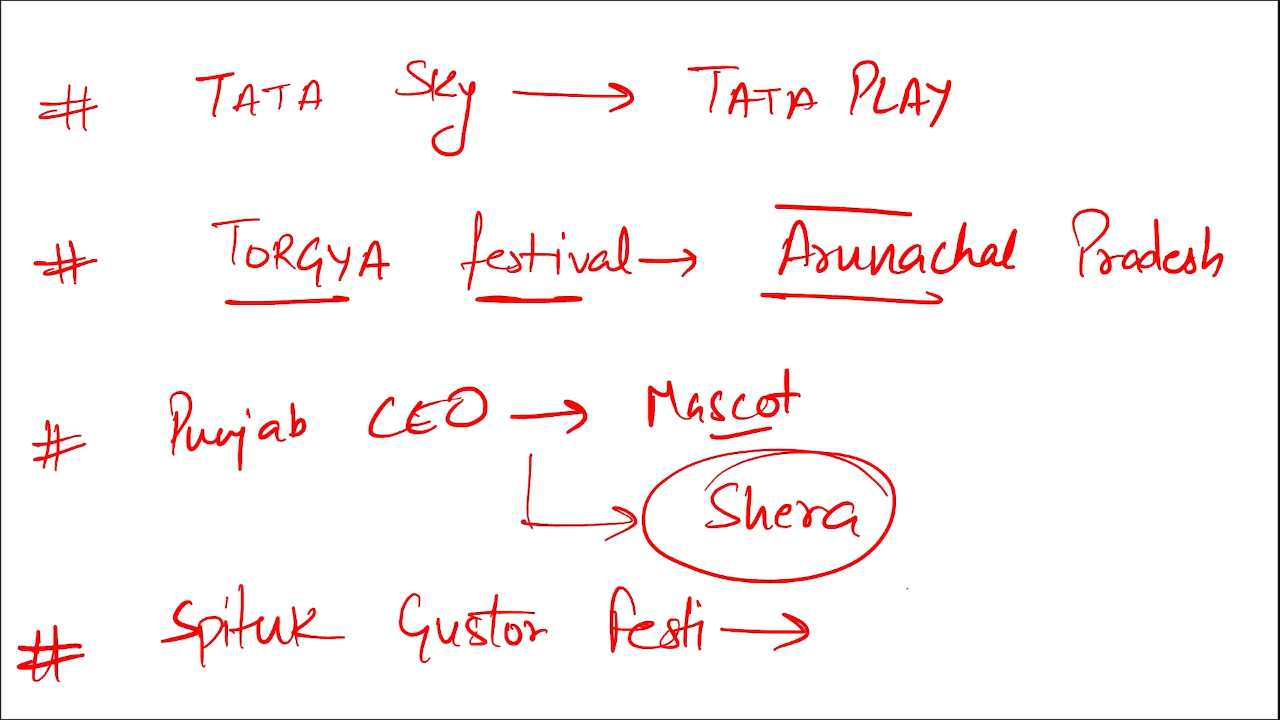 # TATA Sky → TATA PLAY
# TORGYA festival → Arunachal Pradesh
# Punjab CEO → Mascot
→ Shera
# Spituk Gustor festi →